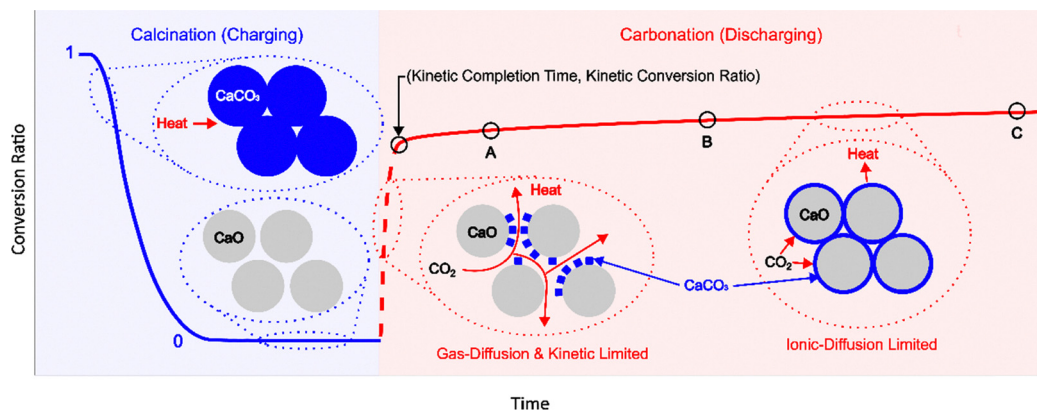 Calcination (Charging)
Carbonation (Discharging)
1
(Kinetic Completion Time, Kinetic Conversion Ratio)
CaCO₃
Heat
A
B
C
Heat
Heat
CaO
CaO
CaO
CO₂
CO₂
CaCO₃
0
Gas-Diffusion & Kinetic Limited
Ionic-Diffusion Limited
Conversion Ratio
Time